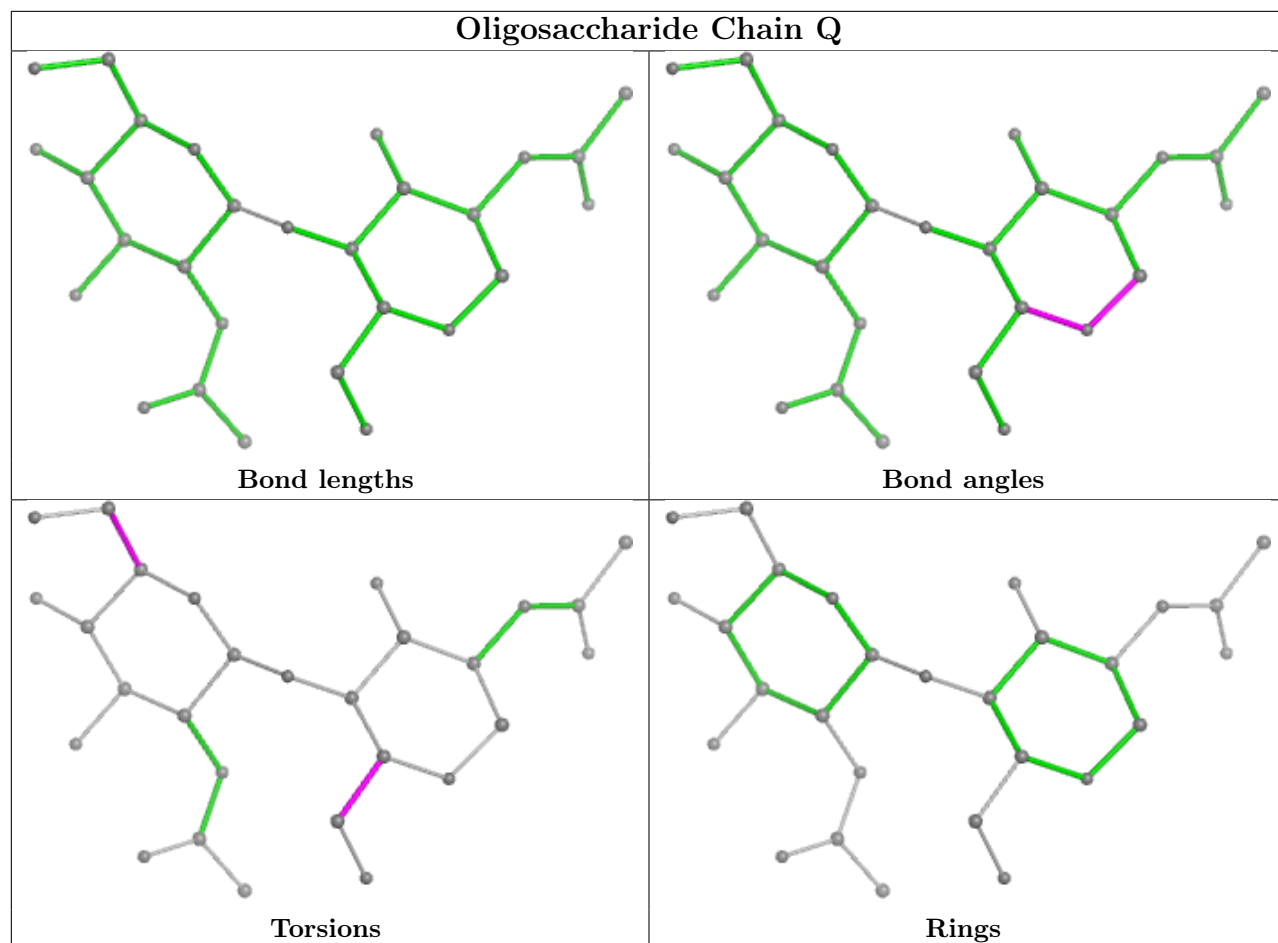 Oligosaccharide Chain Q
Bond lengths
Bond angles
Torsions
Rings